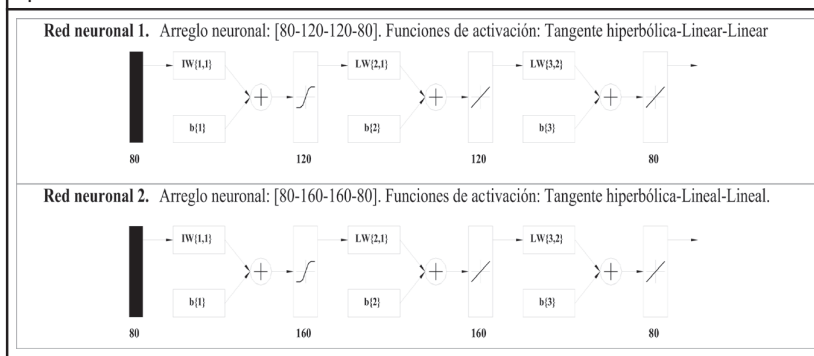 Red neuronal 1. Arreglo neuronal: [80-120-120-80]. Funciones de activación: Tangente hiperbólica-Linear-Linear
IW{1,1} LW{2,1} LW{3,2}
b{1} b{2} b{3}
80 120 120 80
Red neuronal 2. Arreglo neuronal: [80-160-160-80]. Funciones de activación: Tangente hiperbólica-Lineal-Lineal.
IW{1,1} LW{2,1} LW{3,2}
b{1} b{2} b{3}
80 160 160 80